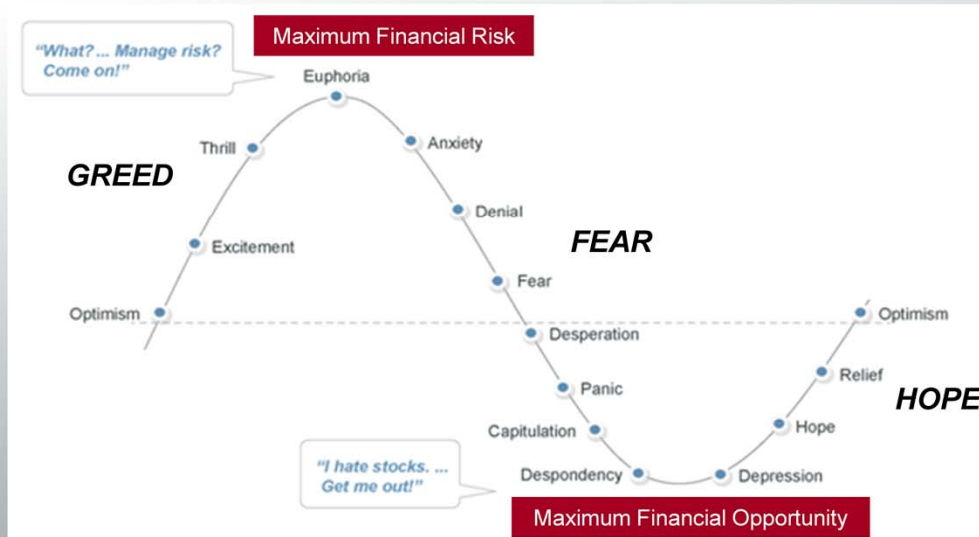 Maximum Financial Risk
“What? ... Manage risk?
Come on!”
Euphoria
Thrill
Anxiety
GREED
Denial
FEAR
Excitement
Fear
Optimism
Optimism
Desperation
Relief
Panic
HOPE
Capitulation
Hope
“I hate stocks. ...
Get me out!”
Despondency
Depression
Maximum Financial Opportunity